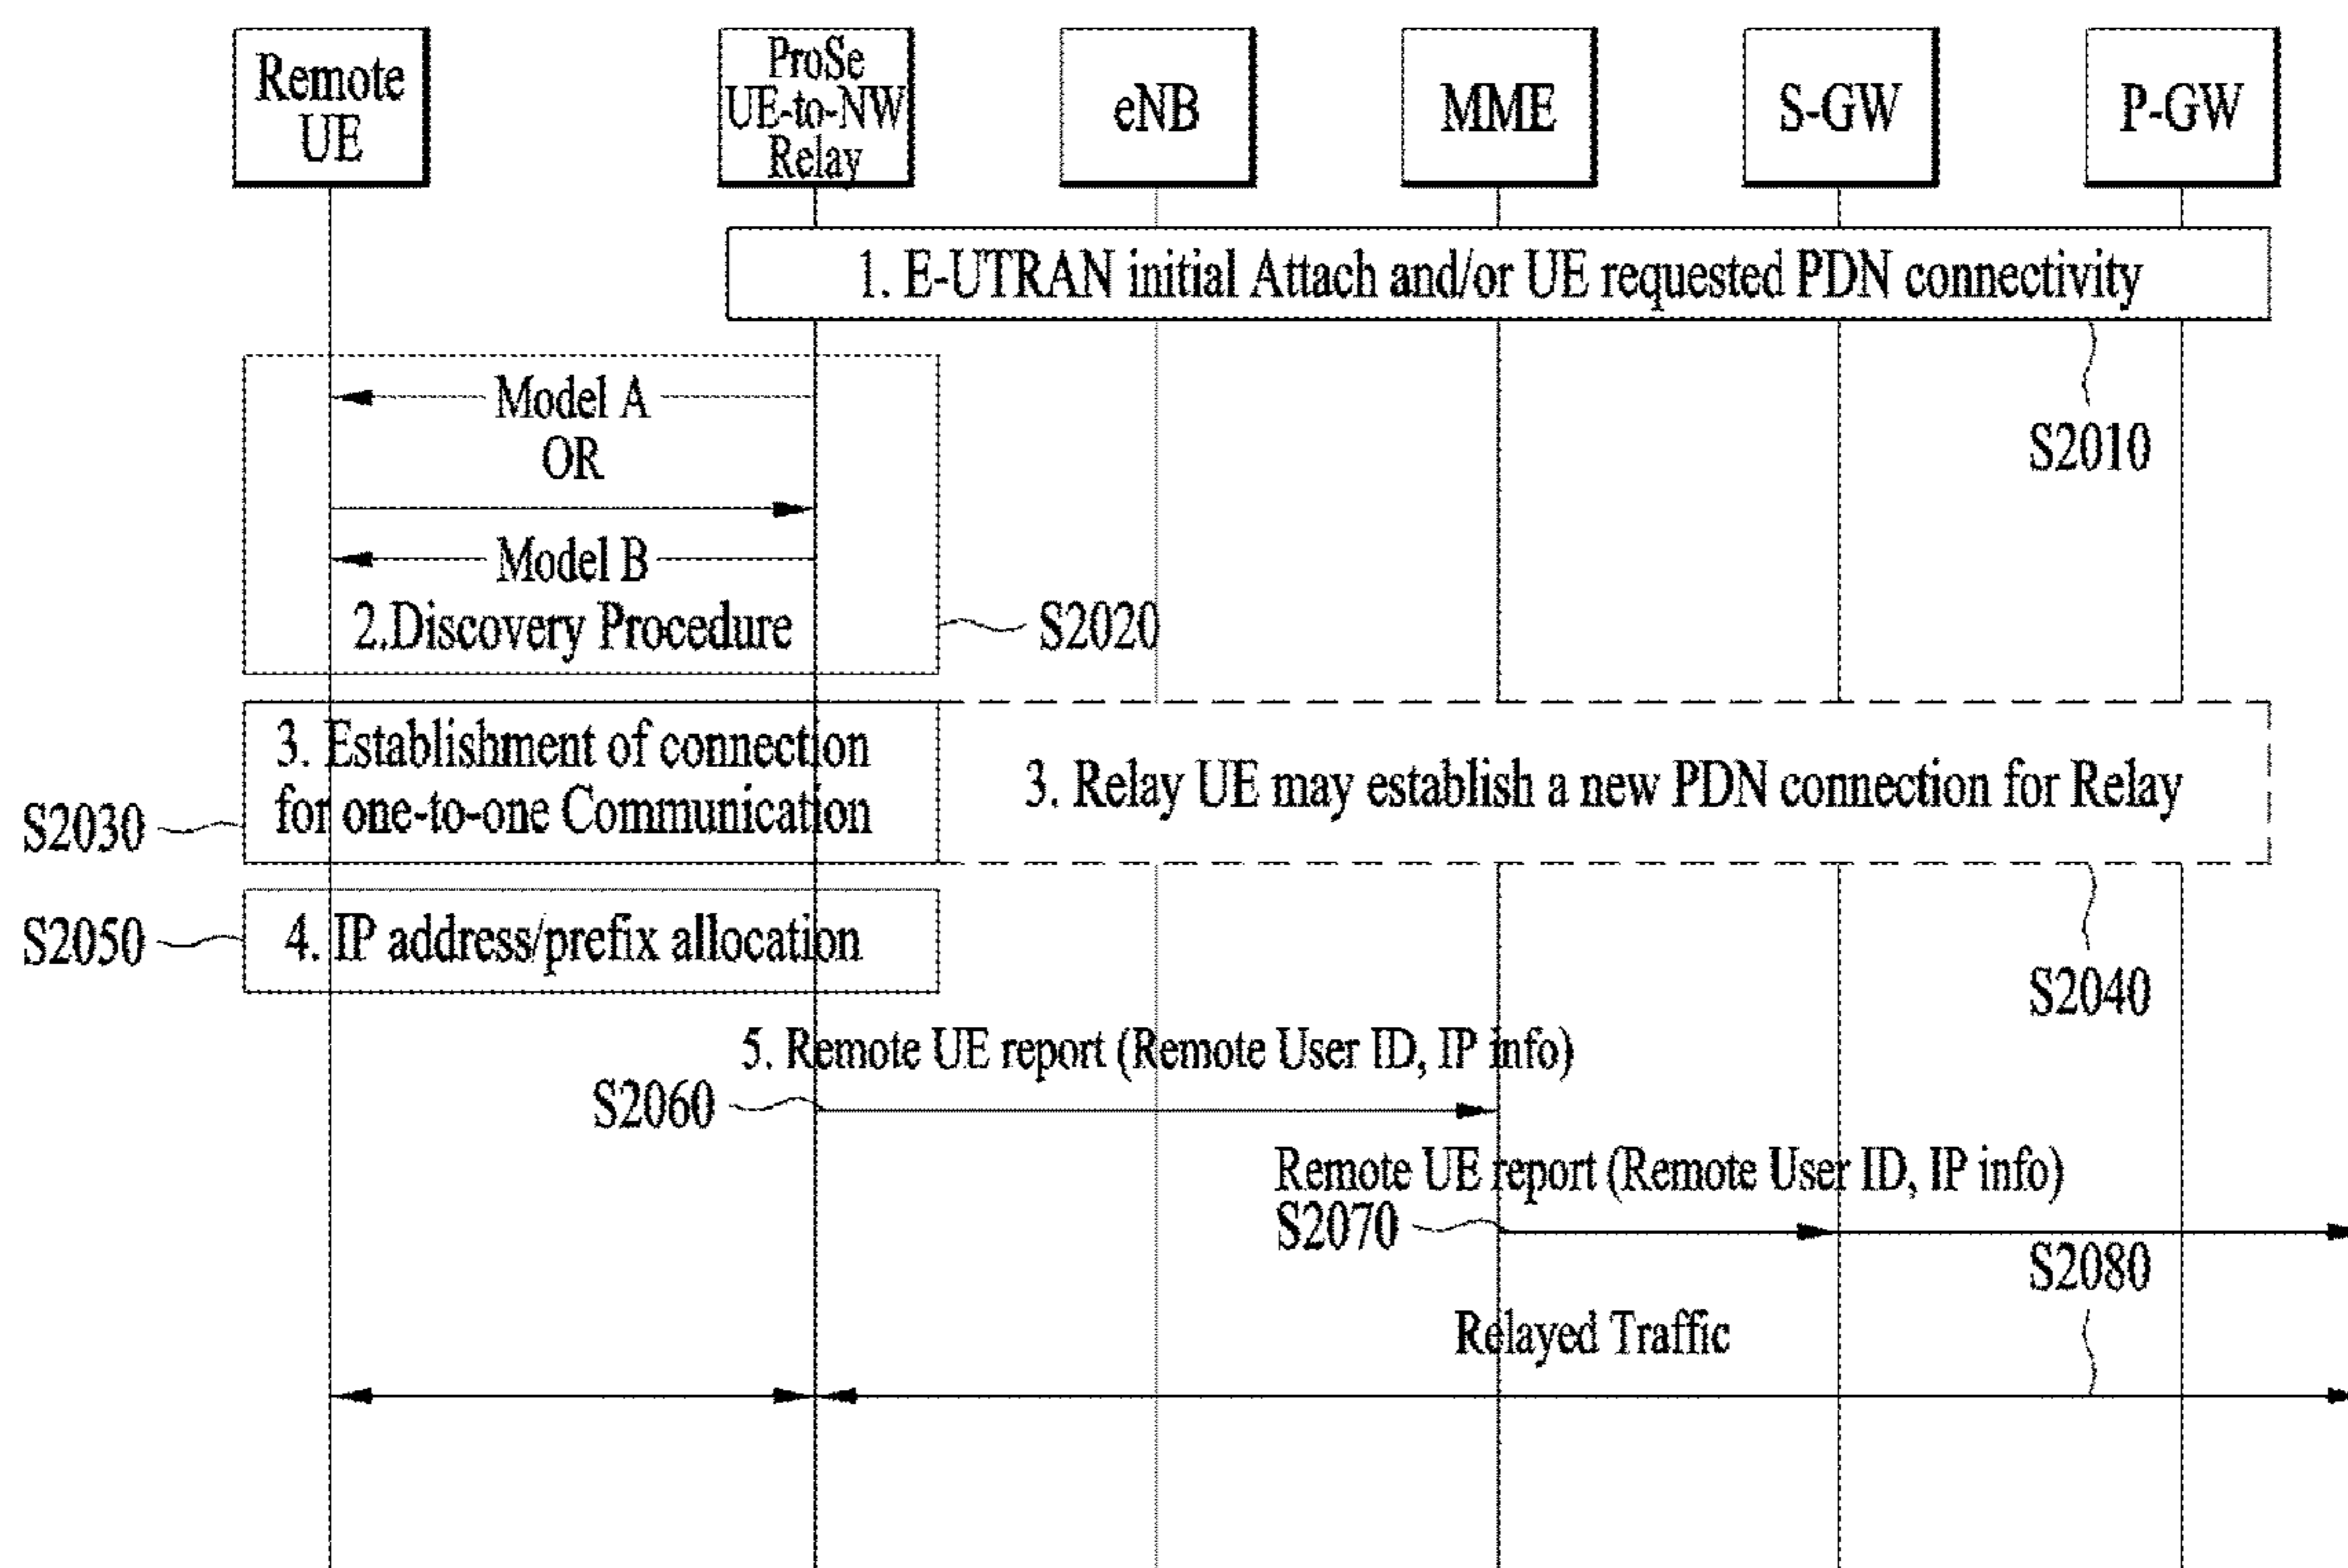 Remote
UE
ProSe
UE-to-NW
Relay
eNB
MME
S-GW
P-GW
1. E-UTRAN initial Attach and/or UE requested PDN connectivity
S2010
Model A
OR
Model B
2.Discovery Procedure
S2020
3. Establishment of connection
for one-to-one Communication
S2030
3. Relay UE may establish a new PDN connection for Relay
S2040
4. IP address/prefix allocation
S2050
5. Remote UE report (Remote User ID, IP info)
S2060
Remote UE report (Remote User ID, IP info)
S2070
S2080
Relayed Traffic